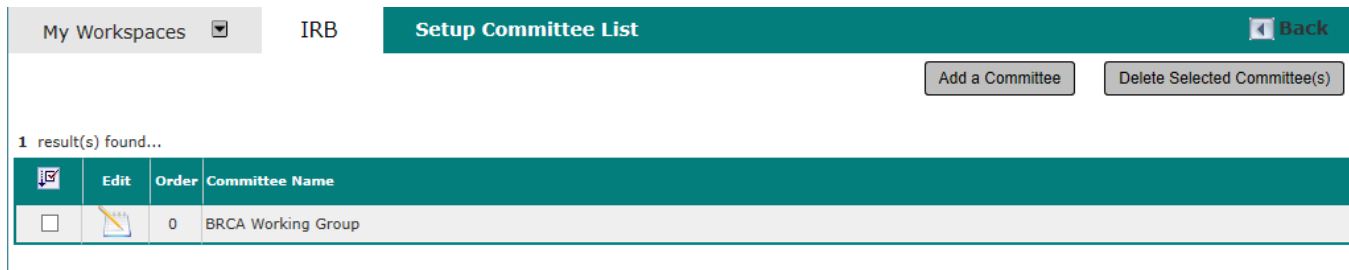 My Workspaces IRB Setup Committee List Back
Add a Committee Delete Selected Committee(s)
1 result(s) found...
Edit Order Committee Name
0 BRCA Working Group